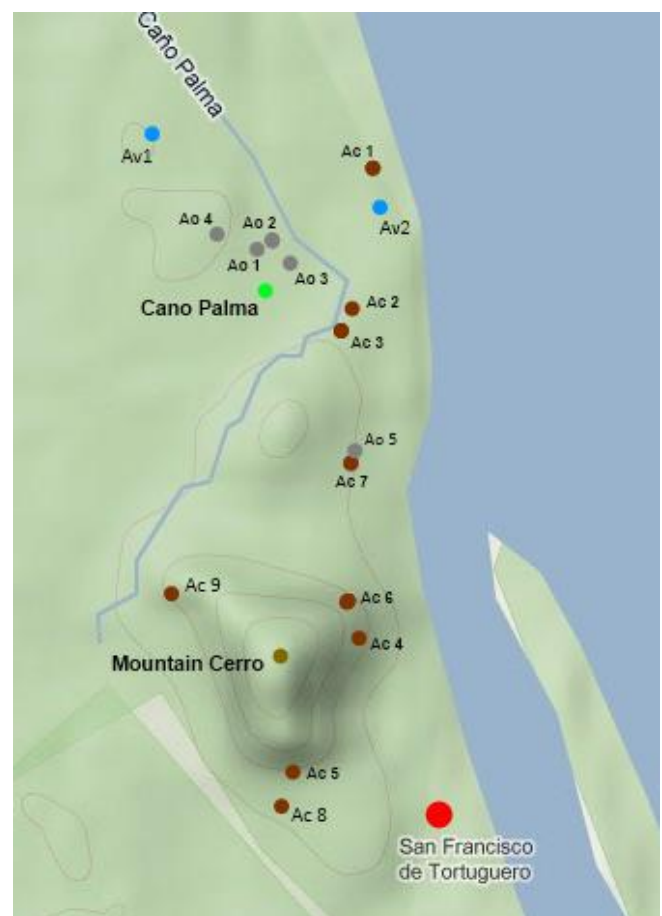 Caño Palma
Av1
Ac 1
Av2
Ao 4
Ao 2
Ao 1
Ao 3
Cano Palma
Ac 2
Ac 3
Ao 5
Ac 7
Ac 9
Ac 6
Ac 4
Mountain Cerro
Ac 5
Ac 8
San Francisco
de Tortuguero